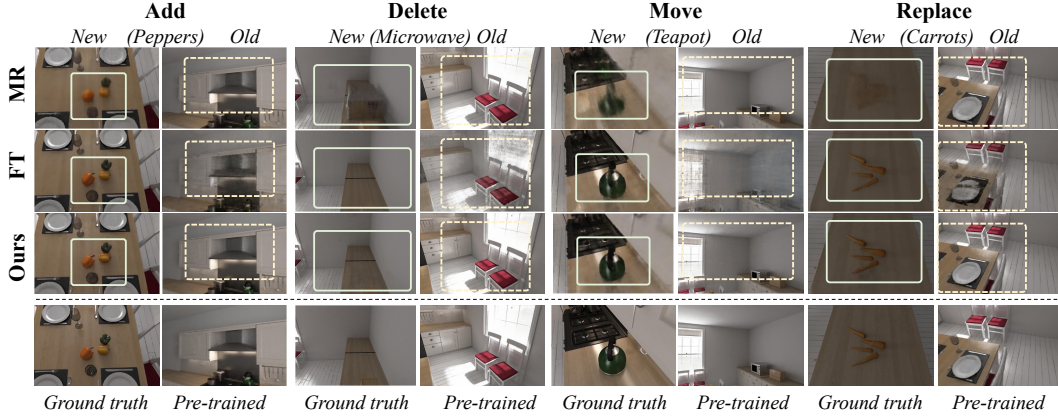 Add Delete Move Replace
New (Peppers) Old New (Microwave) Old New (Teapot) Old New (Carrots) Old
MR
FT
Ours
Ground truth Pre-trained Ground truth Pre-trained Ground truth Pre-trained Ground truth Pre-trained